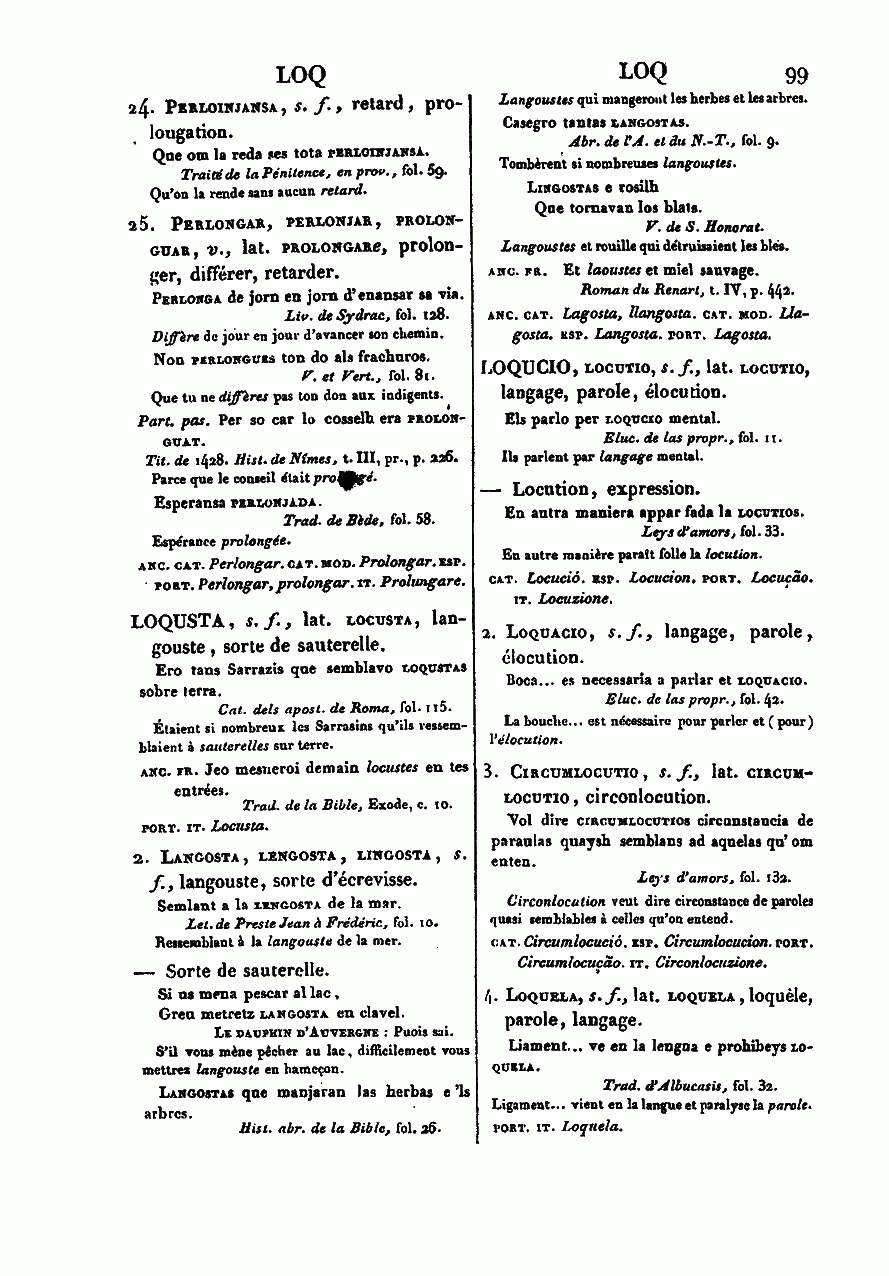 LOQ
LOQ
99
24. Perloinjansa, s. f., retard, pro-
lougation.
Que om la reda ses tota perloinjansa.
Traité de la Pénitence, en prov., fol. 59.
Qu'on la rende sans aucun retard.
25. Perlongar, perlonjar, prolon-
guar, v., lat. prolongare, prolon-
ger, différer, retarder.
Perlonga de jorn en jorn d'enansar sa via.
Liv. de Sydrac, fol. 128.
Diffère de jour en jour d'avancer son chemin.
Non perlongues ton do als frachuros.
V. et Vert., fol. 81.
Que tu ne diffères pas ton don aux indigents.
Part. pas. Per so car lo cosselh era prolon-
guat.
Tit. de 1428. Hist. de Nîmes, t. III, pr., p. 226.
Parce que le conseil était pro gé.
Esperansa perlonjada.
Trad. de Bède, fol. 58.
Espérance prolongée.
anc. cat. Perlongar. cat. mod. Prolongar. esp.
port. Perlongar, prolongar. it. Prolungare.
LOQUSTA, s. f., lat. locusta, lan-
gouste, sorte de sauterelle.
Ero tans Sarrazis que semblavo loqustas
sobre terra.
Cat. dels apost. de Roma, fol. 115.
Étaient si nombreux les Sarrasins qu'ils ressem-
blaient à sauterelles sur terre.
anc. fr. Jeo mesneroi demain locustes en tes
entrées.
Trad. de la Bible, Exode, c. 10.
port. it. Locusta.
2. Langosta, lengosta, lingosta, s.
f., langouste, sorte d'écrevisse.
Semlant a la lengosta de la mar.
Let. de Preste Jean à Frédéric, fol. 10.
Ressemblant à la langouste de la mer.
— Sorte de sauterelle.
Si us mena pescar al lac,
Greu metretz langosta en clavel.
Le dauphin d'Auvergne : Puois sai.
S'il vous mène pêcher au lac, difficilement vous
mettrez langouste en hameçon.
Langostas que manjaran las herbas e'ls
arbres.
Hist. abr. de la Bible, fol. 26.
Langoustes qui mangeront les herbes et les arbres.
Casegro tantas langostas.
Abr. de l'A. et du N.-T., fol. 9.
Tombèrent si nombreuses langoustes.
Lingostas e rosilh
Que tornavan los blats.
V. de S. Honorat.
Langoustes et rouille qui détruisaient les blés.
anc. fr. Et laoustes et miel sauvage.
Roman du Renart, t. IV, p. 442.
anc. cat. Lagosta, llangosta. cat. mod. Lla-
gosta. esp. Langosta. port. Lagosta.
LOQUCIO, locutio, s. f., lat. locutio,
langage, parole, élocution.
Els parlo per loqucio mental.
Eluc. de las propr., fol. 11.
Ils parlent par langage mental.
— Locution, expression.
En autra maniera appar fada la locutios.
Leys d'amors, fol. 33.
En autre manière paraît folle la locution.
cat. Locució. esp. Locucion. port. Locução.
it. Locuzione.
2. Loquacio, s. f., langage, parole,
élocution.
Boca... es necessaria a parlar et loquacio.
Eluc. de las propr., fol. 42.
La bouche... est nécessaire pour parler et ( pour )
l'élocution.
3. Circumlocutio, s. f., lat. circum-
locutio, circonlocution.
Vol dire circumlocutios circunstancia de
paraulas quaysh semblans ad aquelas qu'om
enten.
Leys d'amors, fol. 132.
Circonlocution veut dire circonstance de paroles
quasi semblables à celles qu'on entend.
cat. Circumlocució. esp. Circumlocucion. port.
Circumlocução. it. Circonlocuzione.
4. Loquela, s. f., lat. loquela, loquèle,
parole, langage.
Liament... ve en la lengua e prohibeys lo-
quela.
Trad. d'Albucasis, fol. 32.
Ligament... vient en la langue et paralyse la parole.
port. it. Loquela.